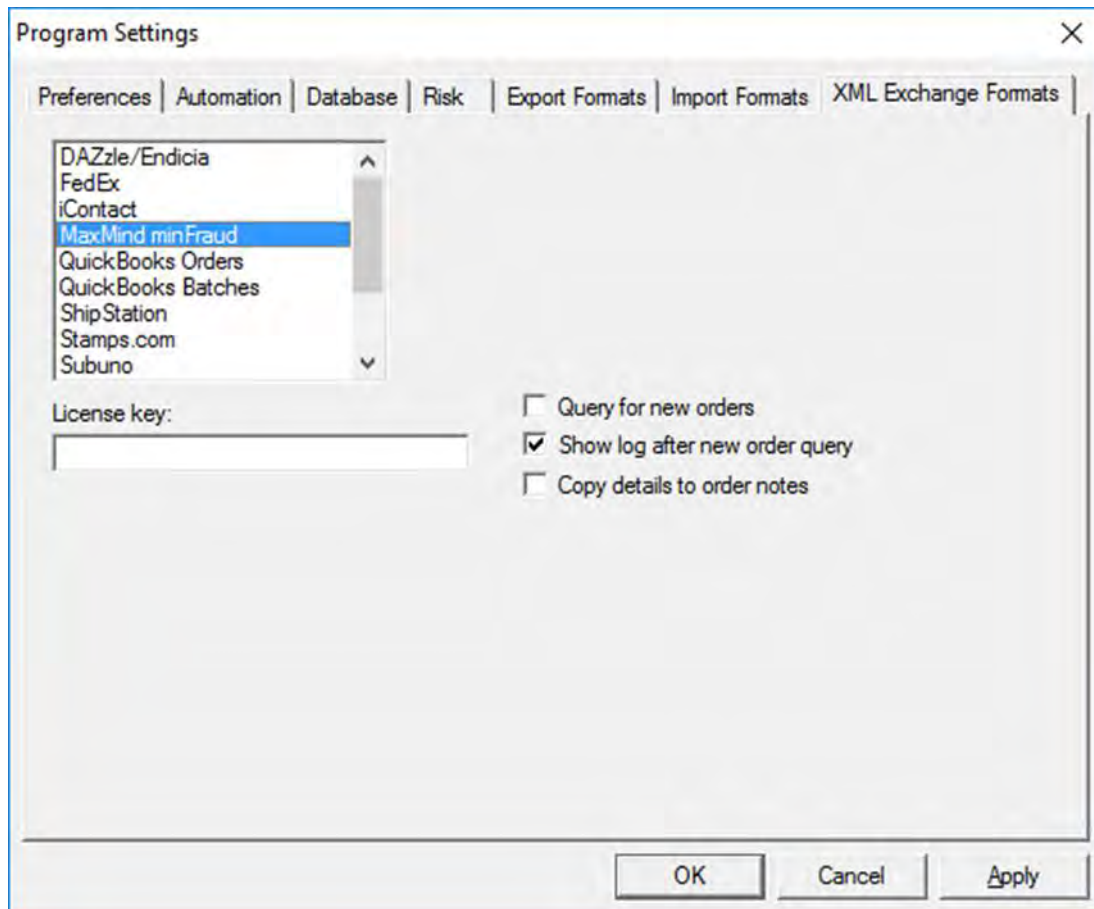 Program Settings
Preferences Automation Database Risk Export Formats Import Formats XML Exchange Formats
DAZzle/Endicia
FedEx
iContact
MaxMind minFraud
QuickBooks Orders
QuickBooks Batches
ShipStation
Stamps.com
Subuno
License key:
Query for new orders
Show log after new order query
Copy details to order notes
OK Cancel Apply